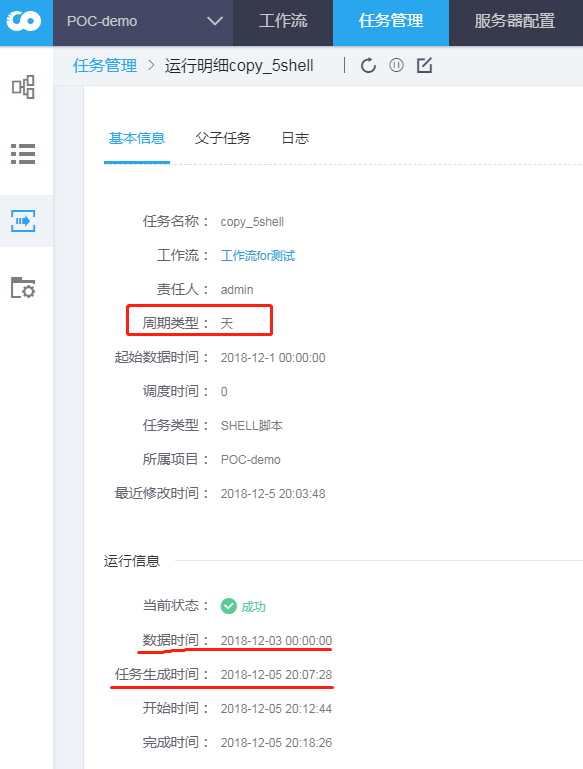 POC-demo 工作流 任务管理 服务器配置
任务管理 > 运行明细copy_5shell
基本信息 父子任务 日志
任务名称： copy_5shell
工作流： 工作流for测试
责任人： admin
周期类型： 天
起始数据时间： 2018-12-1 00:00:00
调度时间： 0
任务类型： SHELL脚本
所属项目： POC-demo
最近修改时间： 2018-12-5 20:03:48
运行信息
当前状态： 成功
数据时间： 2018-12-03 00:00:00
任务生成时间： 2018-12-05 20:07:28
开始时间： 2018-12-05 20:12:44
完成时间： 2018-12-05 20:18:26